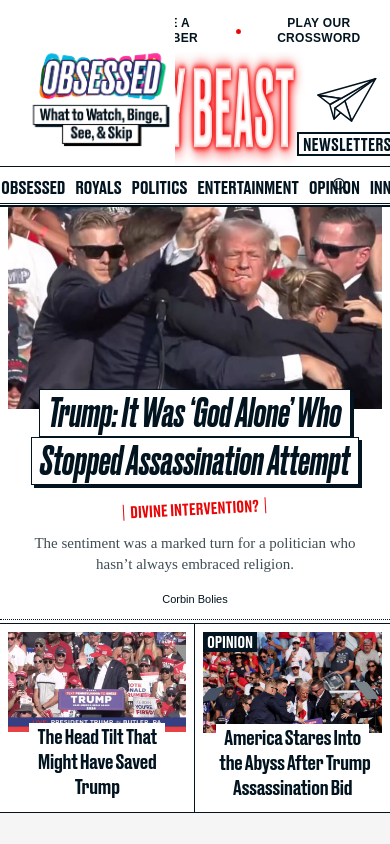 E A
BER
PLAY OUR
CROSSWORD
OBSESSED
What to Watch, Binge,
See, & Skip
Y BEAST
NEWSLETTERS
OBSESSED ROYALS POLITICS ENTERTAINMENT OPINION INN
Trump: It Was ‘God Alone’ Who
Stopped Assassination Attempt
DIVINE INTERVENTION?
The sentiment was a marked turn for a politician who
hasn’t always embraced religion.
Corbin Bolies
TRUMP
The Head Tilt That
Might Have Saved
Trump
OPINION
America Stares Into
the Abyss After Trump
Assassination Bid